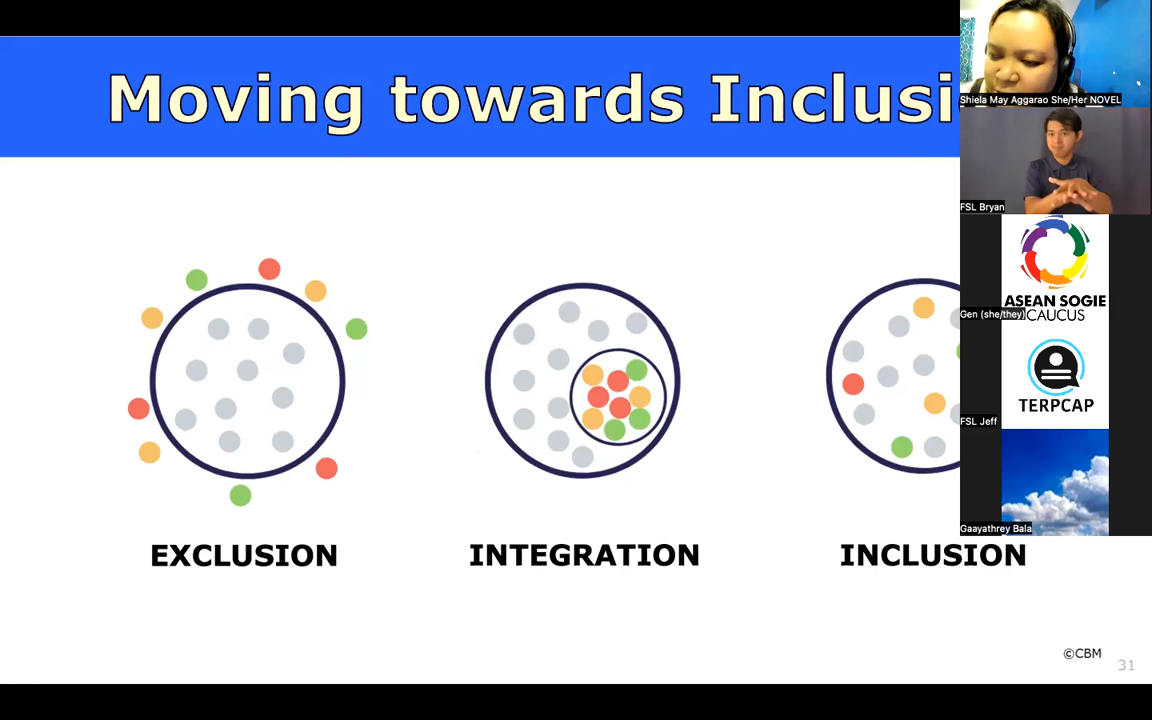 Moving towards Inclusi
Shiela May Aggarao She/Her NOVEL
FSL Bryan
ASEAN SOGIE
CAUCUS
Gen (she/they)
TERPCAP
FSL Jeff
Gaayathrey Bala
EXCLUSION
INTEGRATION
INCLUSION
©CBM
31